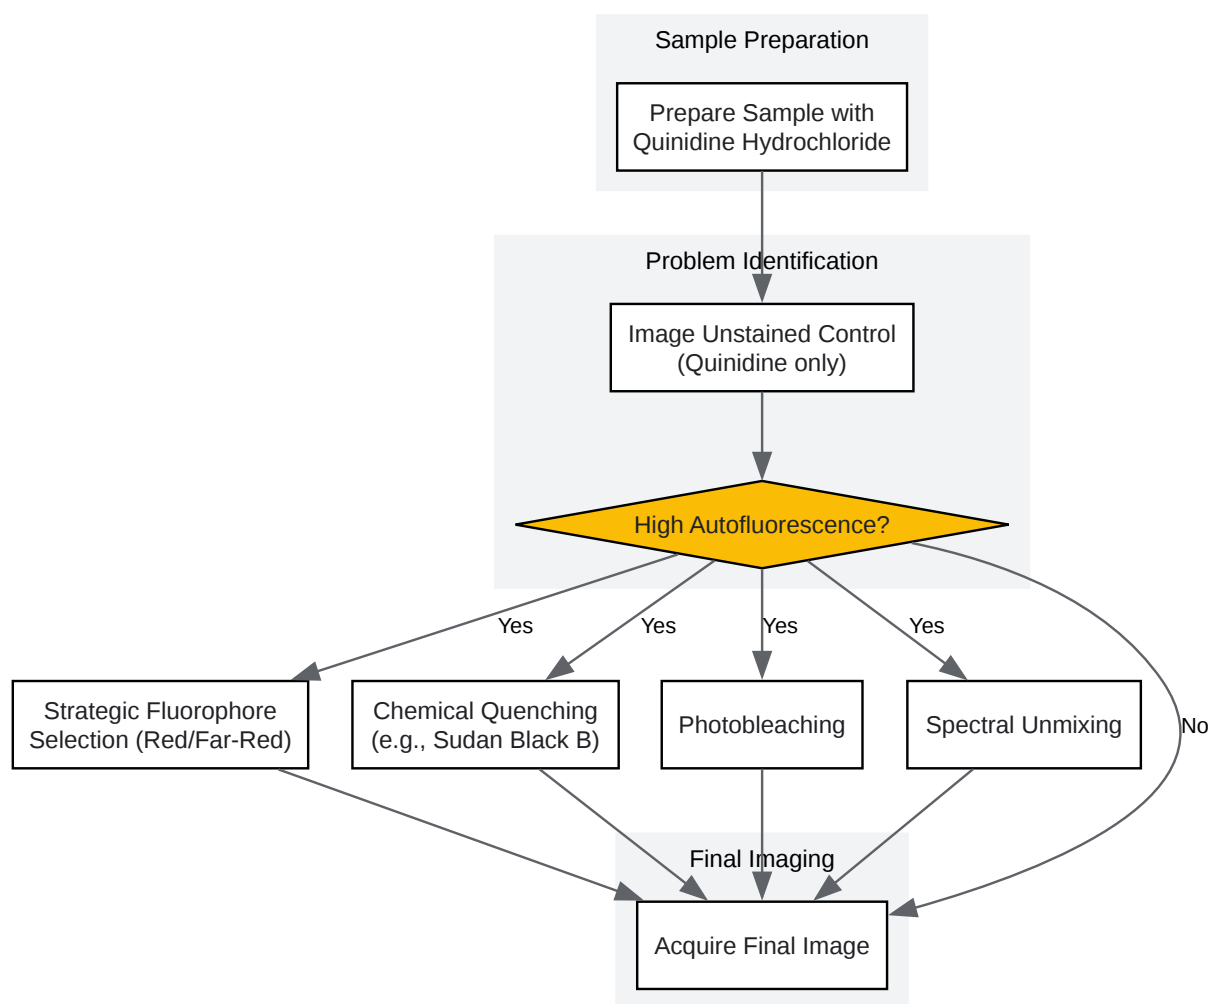 Sample Preparation
Prepare Sample with
Quinidine Hydrochloride
Problem Identification
Image Unstained Control
(Quinidine only)
High Autofluorescence?
Yes
Yes
Yes
Yes
No
Strategic Fluorophore
Selection (Red/Far-Red)
Chemical Quenching
(e.g., Sudan Black B)
Photobleaching
Spectral Unmixing
Final Imaging
Acquire Final Image